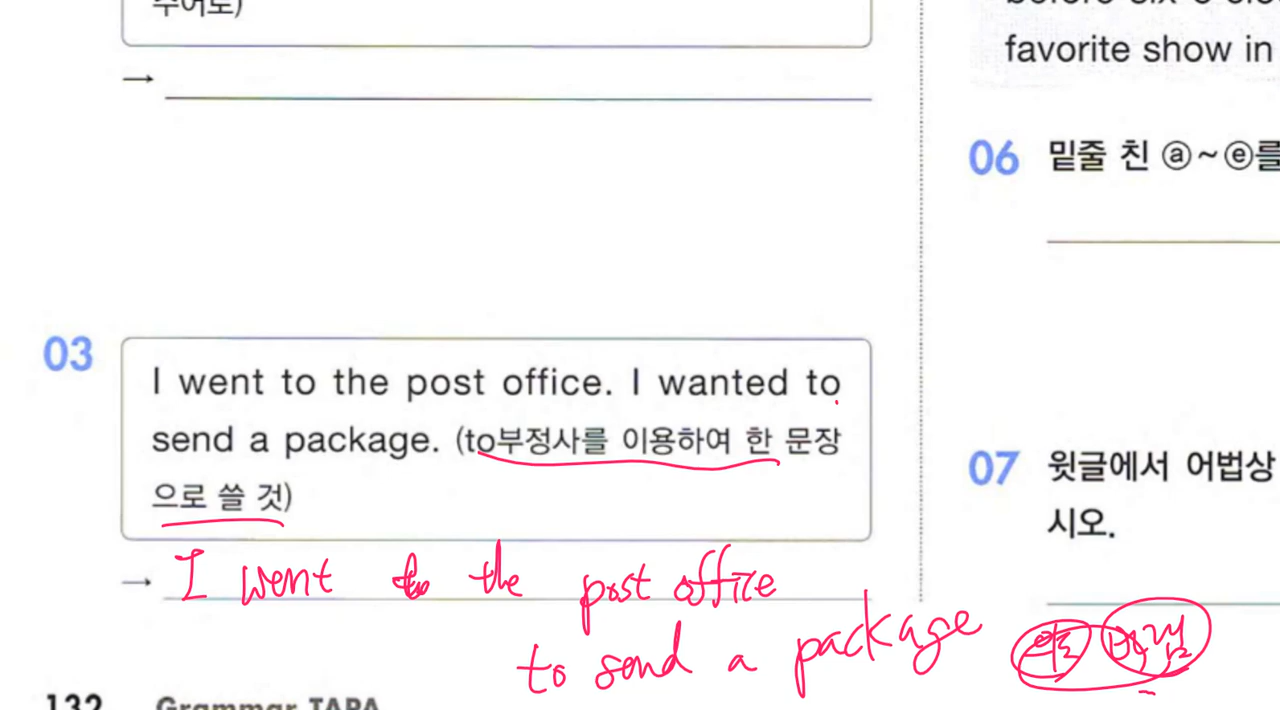 주어로)
→
03
I went to the post office. I wanted to
send a package. (to부정사를 이용하여 한 문장
으로 쓸 것)
→ I went to the post office
to send a package
132 Grammar TAPA
favorite show in
06 밑줄 친 ⓐ~ⓔ를
07 윗글에서 어법상
시오.